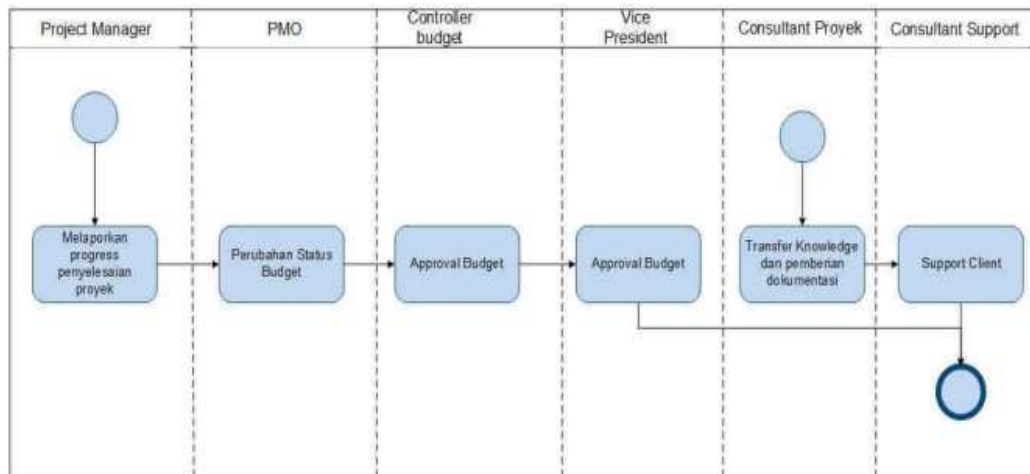 Project Manager
PMO
Controller
budget
Vice
President
Consultant Proyek
Consultant Support
Melaporkan
progress
penyelesaian
proyek
Perubahan Status
Budget
Approval Budget
Approval Budget
Transfer Knowledge
dan pemberian
dokumentasi
Support Client